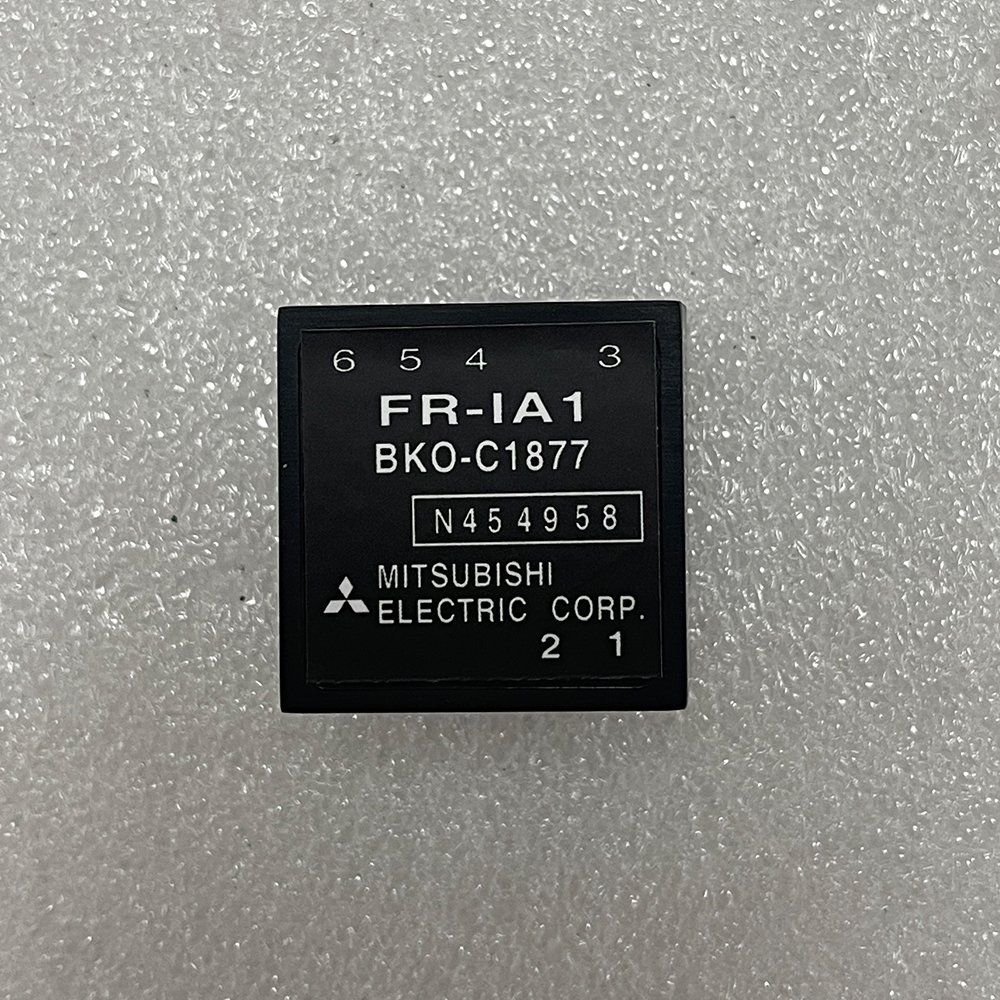 6 5 4 3
FR-IA1
BKO-C1877
N454958
MITSUBISHI
ELECTRIC CORP.
2 1